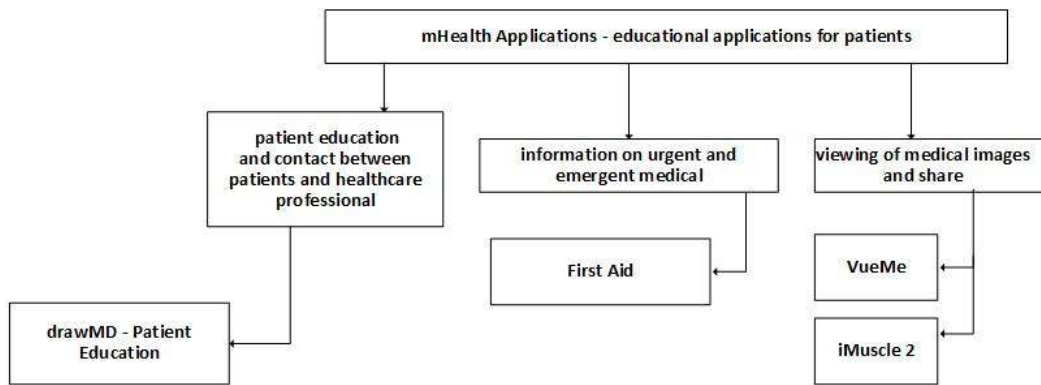 mHealth Applications - educational applications for patients
patient education
and contact between
patients and healthcare
professional
information on urgent and
emergent medical
viewing of medical images
and share
First Aid
VueMe
drawMD - Patient
Education
iMuscle 2